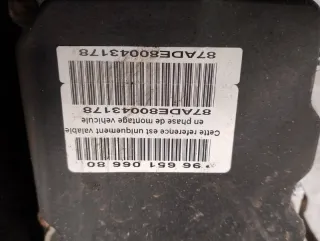 *96 651 066 80
Cette reference est uniquement valable
en phase de montage vehicule
87ADE80043178
87ADE80043178